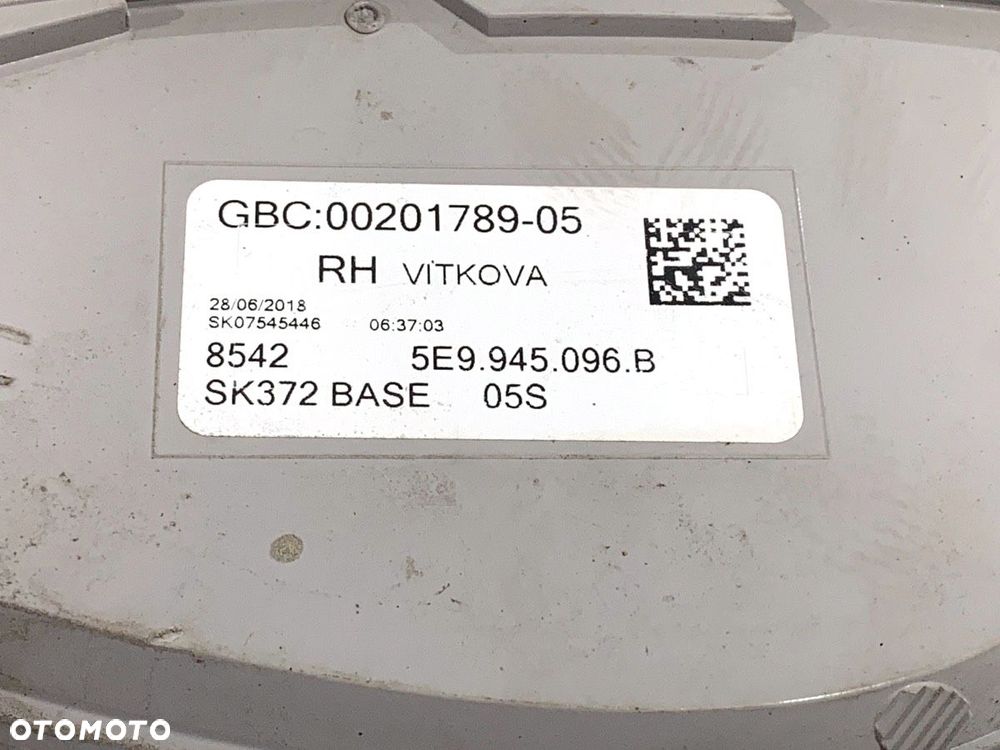 GBC:00201789-05
RH VITKOVA
28/06/2018
SK07545446 06:37:03
8542 5E9.945.096.B
SK372 BASE 05S
OTOMOTO